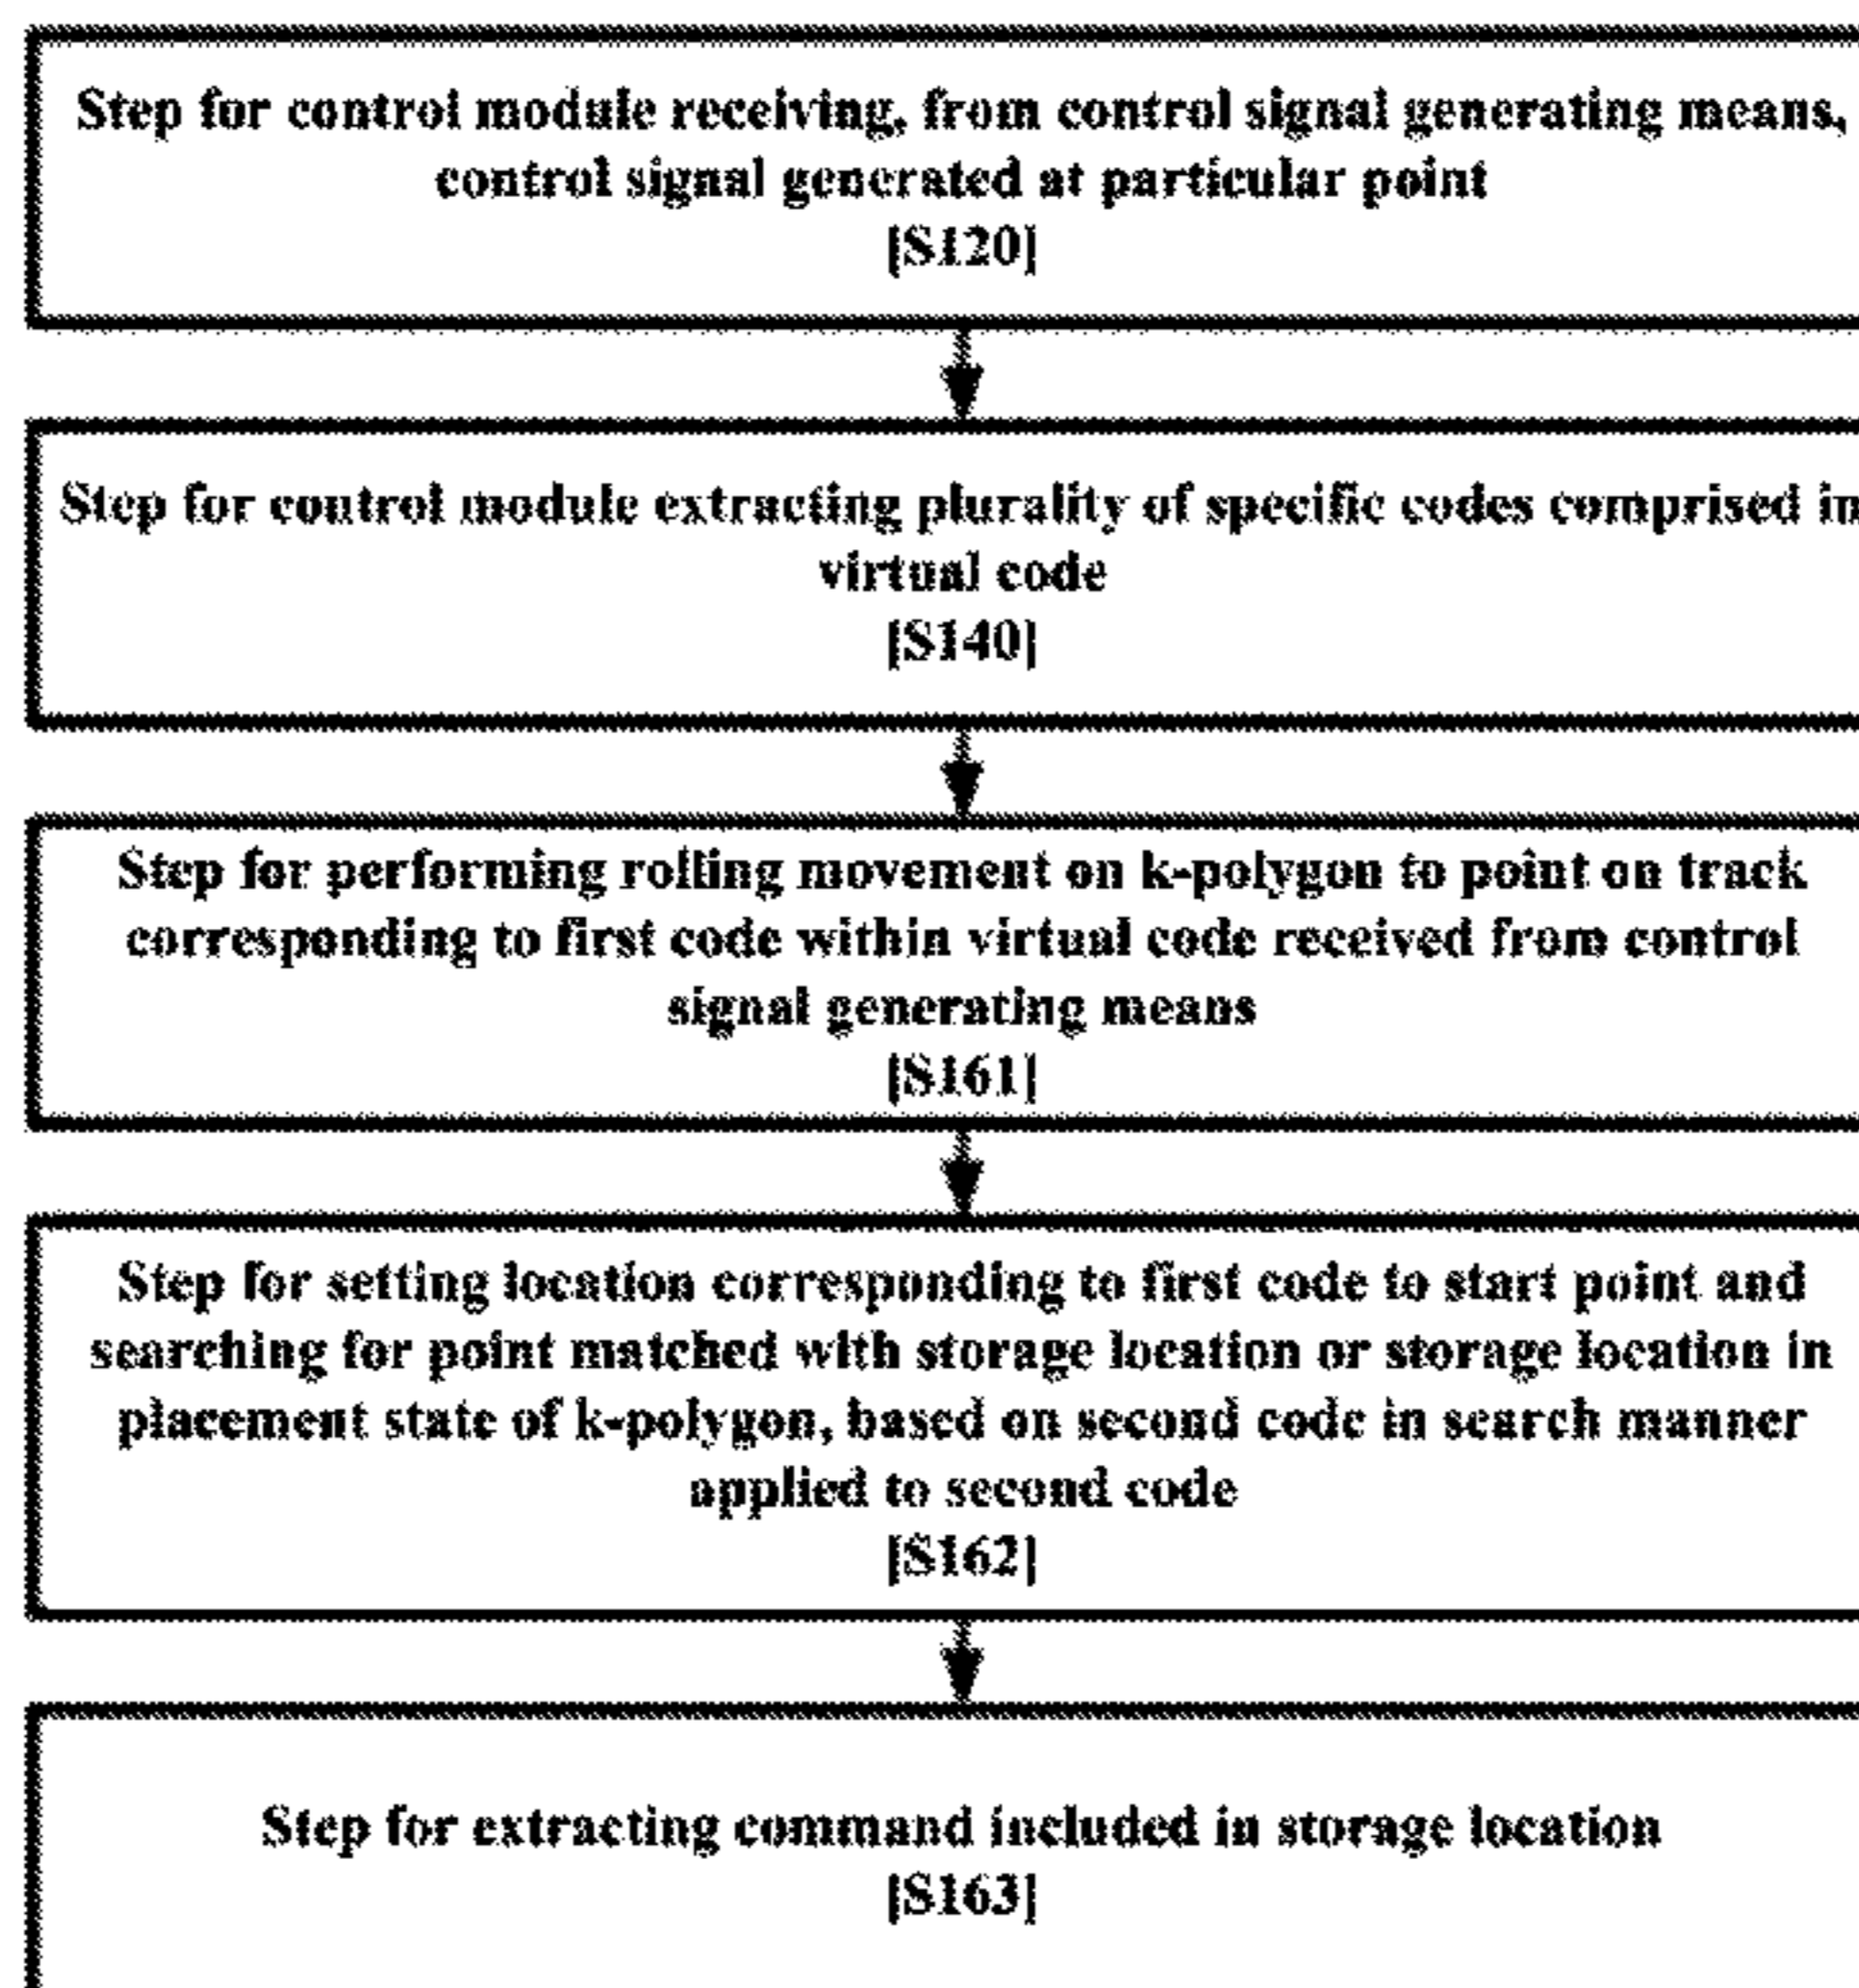 Step for control module receiving, from control signal generating means,
control signal generated at particular point
[S120]
Step for control module extracting plurality of specific codes comprised in
virtual code
[S140]
Step for performing rolling movement on k-polygon to point on track
corresponding to first code within virtual code received from control
signal generating means
[S161]
Step for setting location corresponding to first code to start point and
searching for point matched with storage location or storage location in
placement state of k-polygon, based on second code in search manner
applied to second code
[S162]
Step for extracting command included in storage location
[S163]